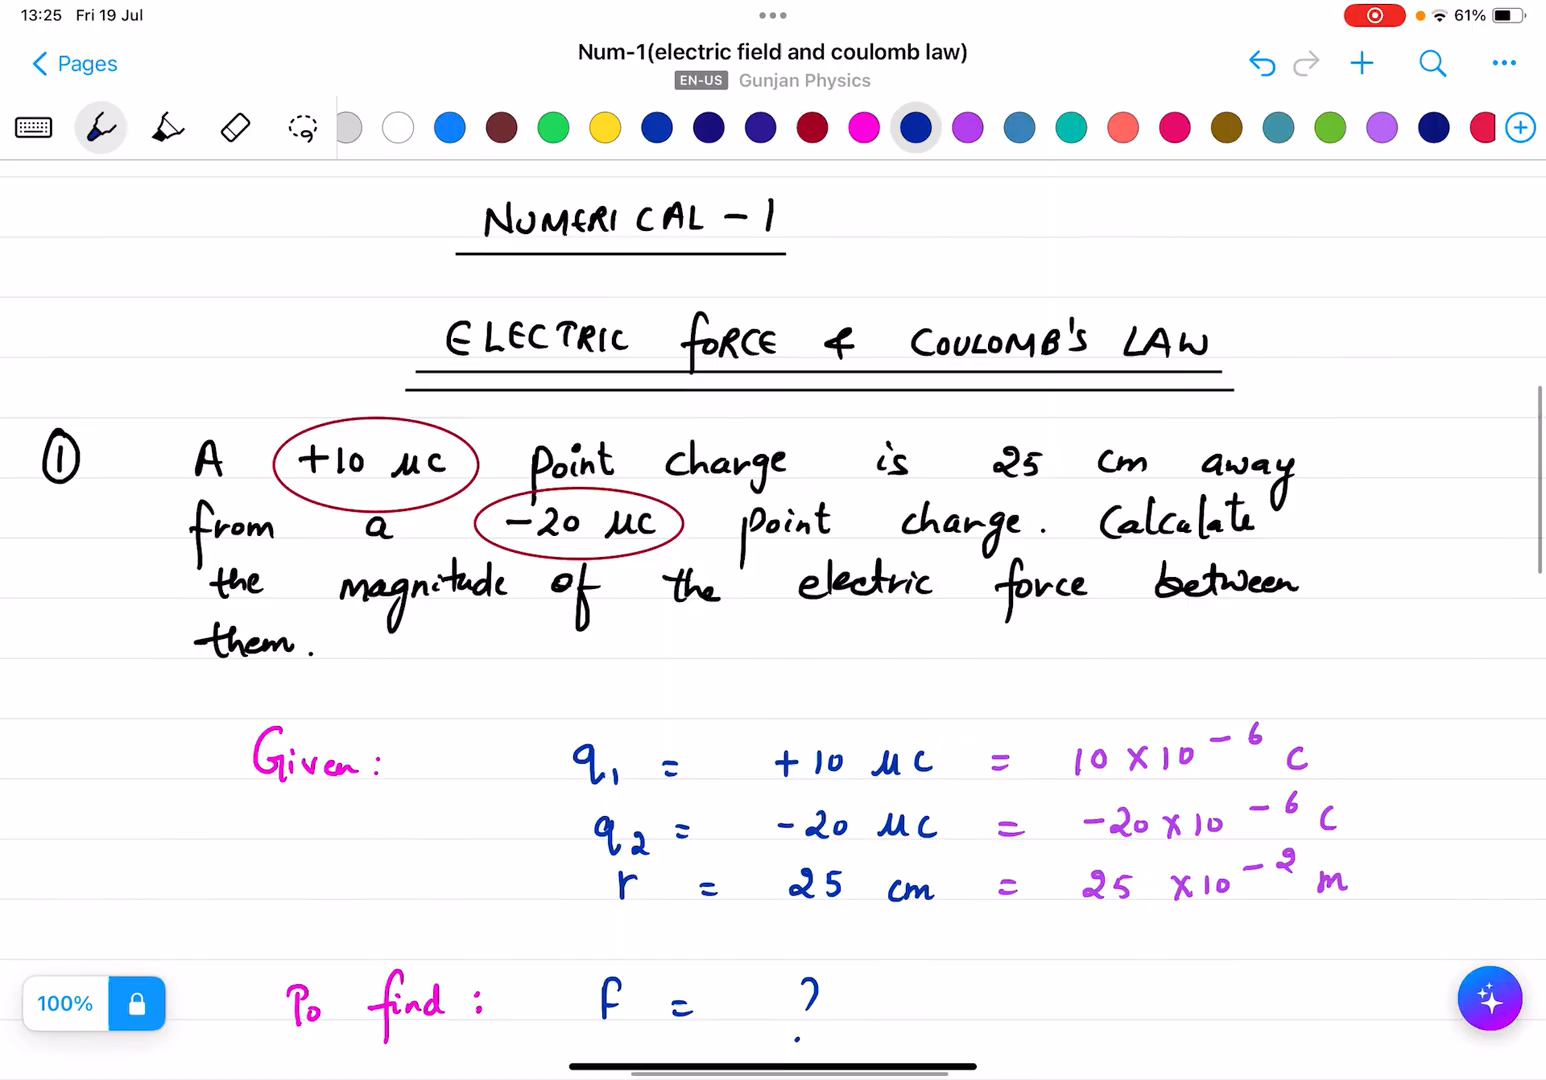 13:25 Fri 19 Jul
61%
Num-1(electric field and coulomb law)
Pages
EN-US Gunjan Physics
NUMERICAL - 1
ELECTRIC FORCE & COULOMB'S LAW
① A +10 μC point charge is 25 cm away
from a -20 μC point charge. Calculate
the magnitude of the electric force between
them.
Given: q₁ = +10 μC = 10 × 10⁻⁶ C
q₂ = -20 μC = -20 × 10⁻⁶ C
r = 25 cm = 25 × 10⁻² m
To find: F = ?
100%